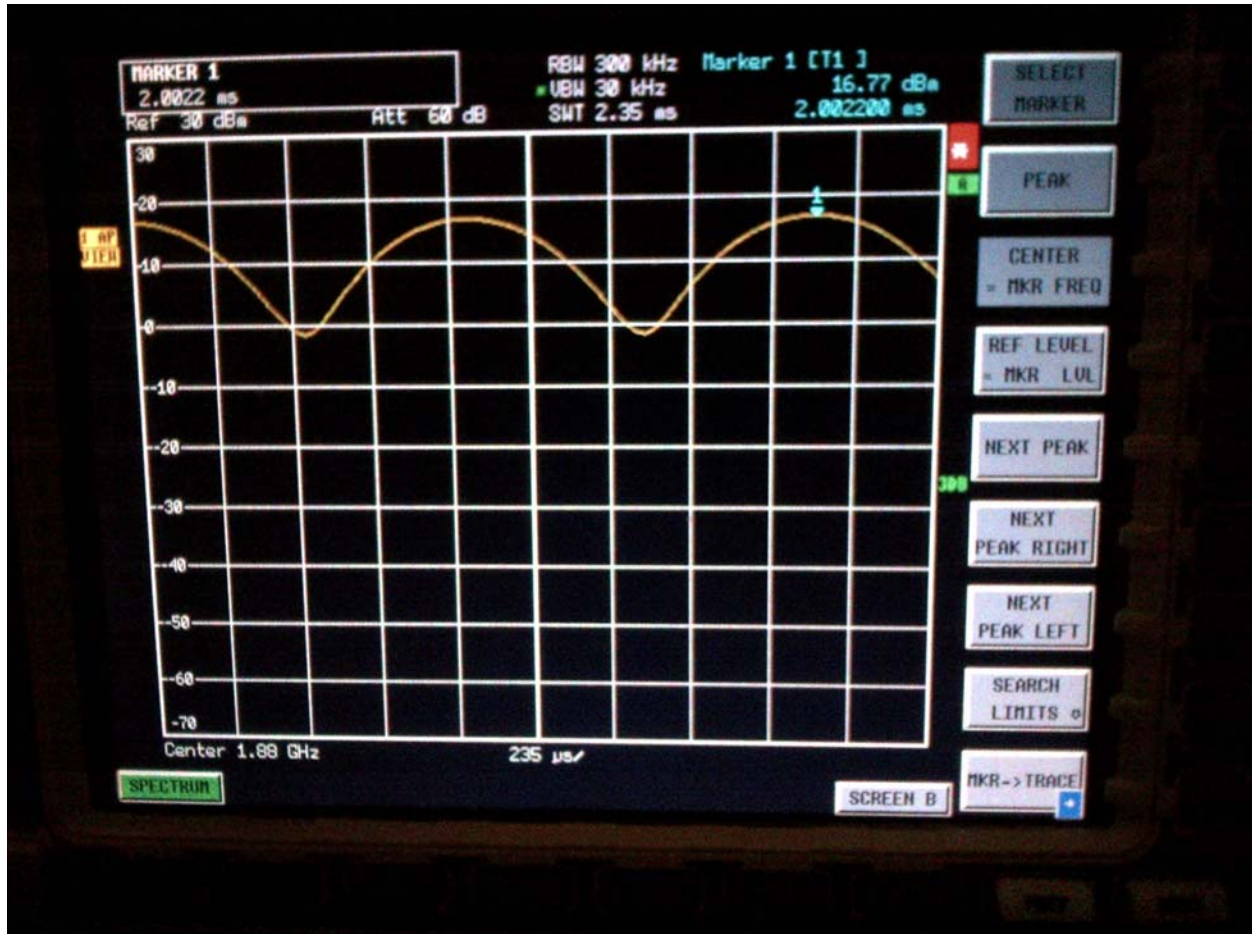 MARKER 1
2.0022 ms
Ref 30 dBm
Att 60 dB
RBW 300 kHz
VBW 30 kHz
SWT 2.35 ms
Marker 1 [T1 ]
16.77 dBm
2.002200 ms
30
20
10
0
-10
-20
-30
-40
-50
-60
-70
1 AP
VIEW
1
A
3DB
Center 1.88 GHz
235 µs/
SPECTRUM
SCREEN B
SELECT
MARKER
PEAK
CENTER
= MKR FREQ
REF LEVEL
= MKR LVL
NEXT PEAK
NEXT
PEAK RIGHT
NEXT
PEAK LEFT
SEARCH
LIMITS
MKR->TRACE